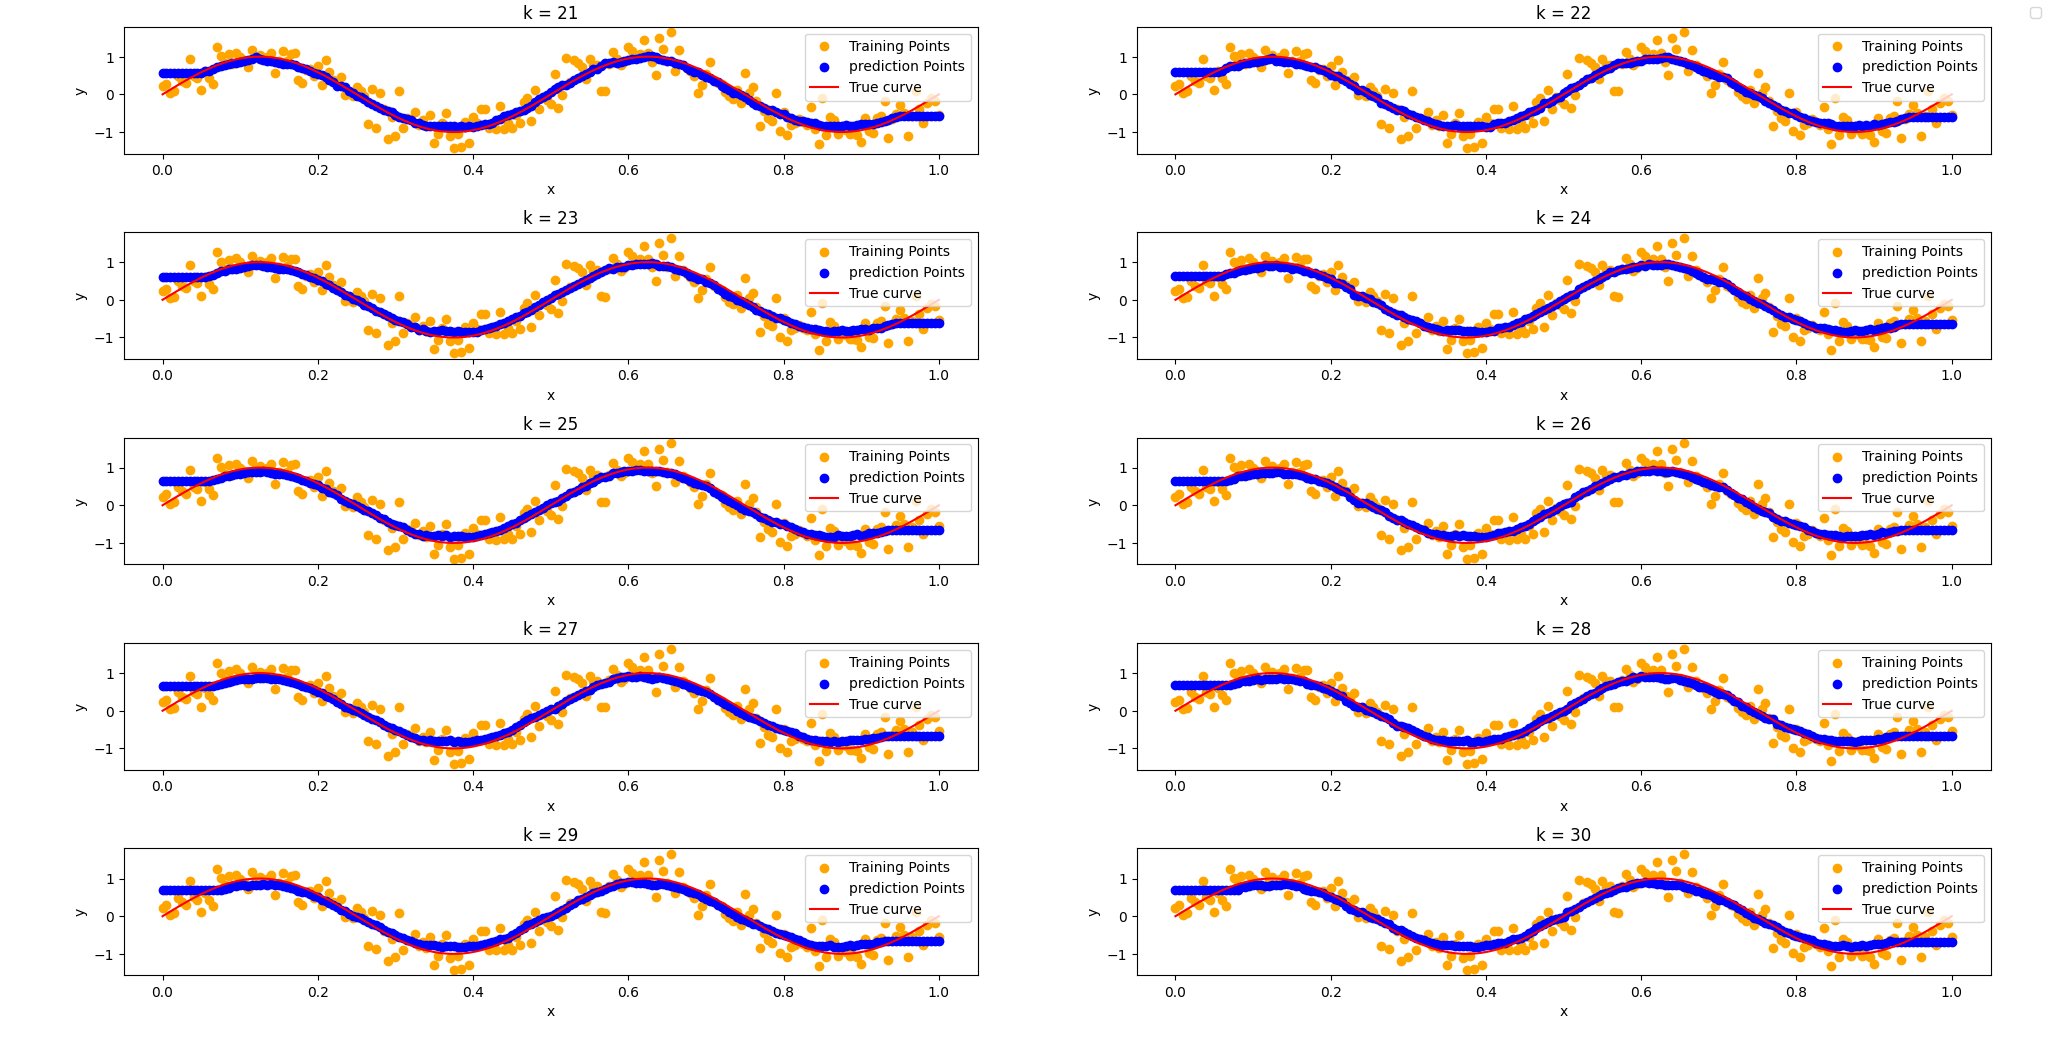 k = 21
Training Points
prediction Points
True curve
y
1
0
−1
0.0 0.2 0.4 0.6 0.8 1.0
x
k = 22
Training Points
prediction Points
True curve
y
1
0
−1
0.0 0.2 0.4 0.6 0.8 1.0
x
k = 23
Training Points
prediction Points
True curve
y
1
0
−1
0.0 0.2 0.4 0.6 0.8 1.0
x
k = 24
Training Points
prediction Points
True curve
y
1
0
−1
0.0 0.2 0.4 0.6 0.8 1.0
x
k = 25
Training Points
prediction Points
True curve
y
1
0
−1
0.0 0.2 0.4 0.6 0.8 1.0
x
k = 26
Training Points
prediction Points
True curve
y
1
0
−1
0.0 0.2 0.4 0.6 0.8 1.0
x
k = 27
Training Points
prediction Points
True curve
y
1
0
−1
0.0 0.2 0.4 0.6 0.8 1.0
x
k = 28
Training Points
prediction Points
True curve
y
1
0
−1
0.0 0.2 0.4 0.6 0.8 1.0
x
k = 29
Training Points
prediction Points
True curve
y
1
0
−1
0.0 0.2 0.4 0.6 0.8 1.0
x
k = 30
Training Points
prediction Points
True curve
y
1
0
−1
0.0 0.2 0.4 0.6 0.8 1.0
x